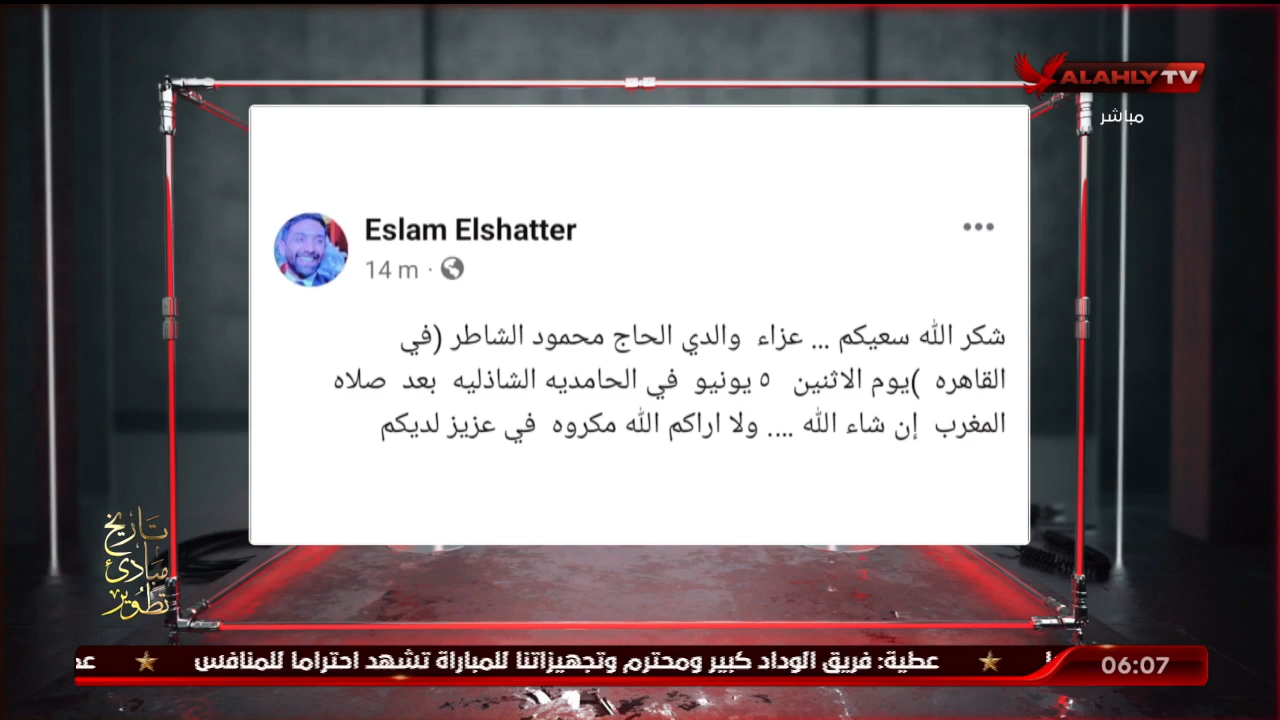 ALAHLY TV
مباشر
Eslam Elshatter
14 m ·
شكر الله سعيكم ... عزاء والدي الحاج محمود الشاطر (في
القاهره )يوم الاثنين ٥ يونيو في الحامديه الشاذليه بعد صلاه
المغرب إن شاء الله .... ولا اراكم الله مكروه في عزيز لديكم
تاريخ
مبادئ
تطوير
عطية: فريق الوداد كبير ومحترم وتجهيزاتنا للمباراة تشهد احتراما للمنافس
06:07